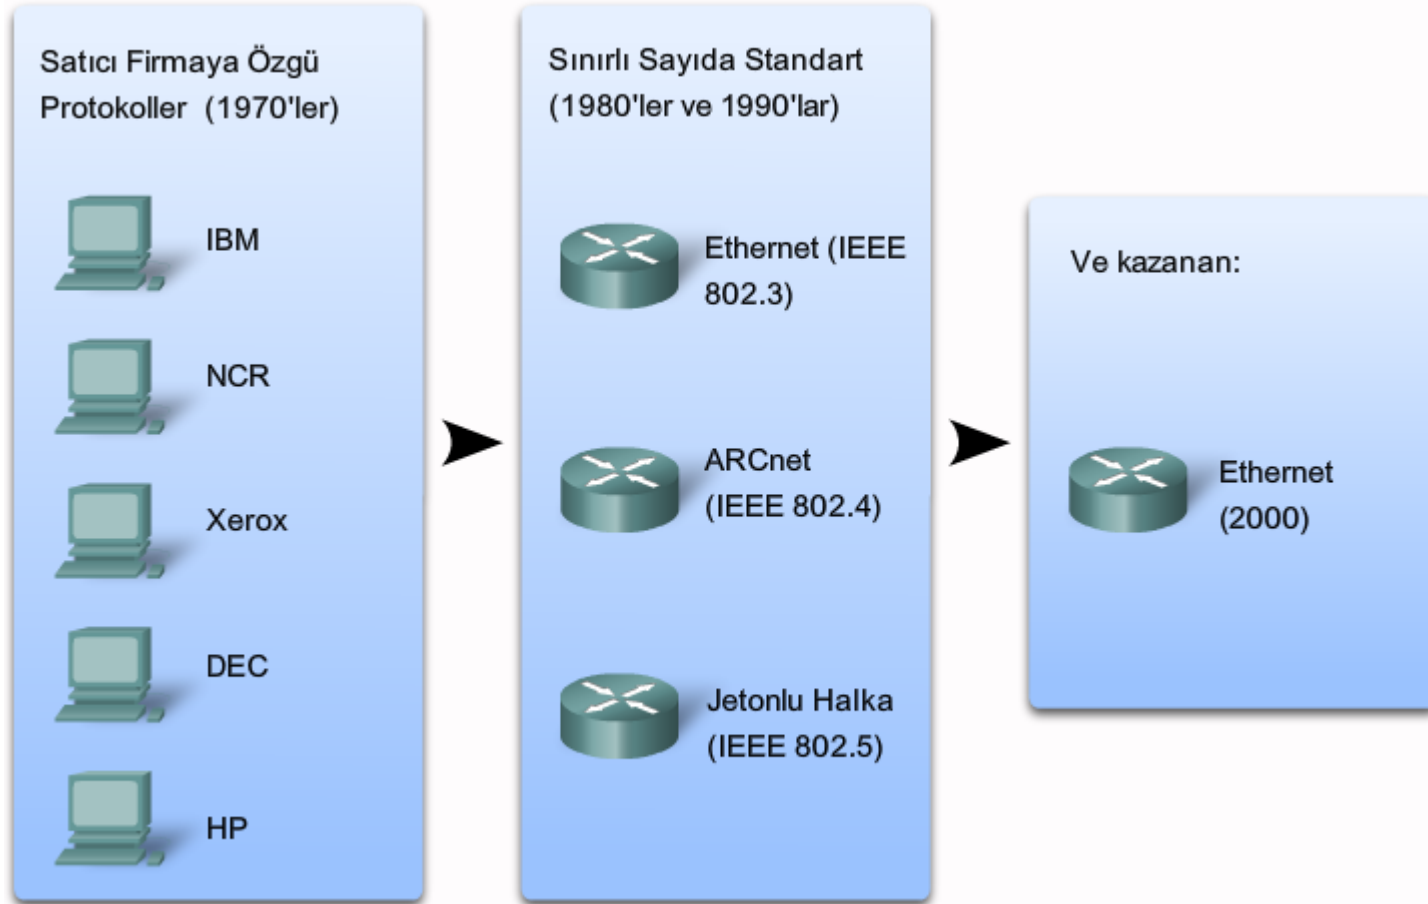 Satıcı Firmaya Özgü
Protokoller (1970'ler)
IBM
NCR
Xerox
DEC
HP
Sınırlı Sayıda Standart
(1980'ler ve 1990'lar)
Ethernet (IEEE
802.3)
ARCnet
(IEEE 802.4)
Jetonlu Halka
(IEEE 802.5)
Ve kazanan:
Ethernet
(2000)